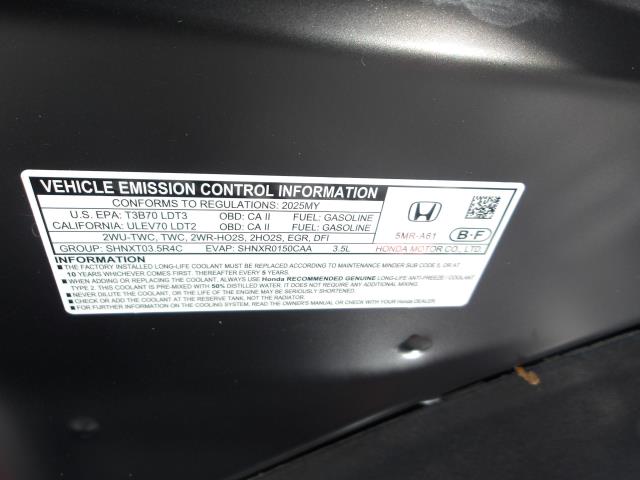 VEHICLE EMISSION CONTROL INFORMATION
CONFORMS TO REGULATIONS: 2025MY
U.S. EPA: T3B70 LDT3 OBD: CA II FUEL: GASOLINE
CALIFORNIA: ULEV70 LDT2 OBD: CA II FUEL: GASOLINE
2WU-TWC, TWC, 2WR-HO2S, 2HO2S, EGR, DFI
GROUP: SHNXT03.5R4C EVAP: SHNXR0150CAA 3.5L
5MR-A61 B·F
HONDA MOTOR CO., LTD.
INFORMATION
■ THE FACTORY INSTALLED LONG-LIFE COOLANT MUST BE REPLACED ACCORDING TO MAINTENANCE MINDER SUB CODE 5, OR AT
10 YEARS WHICHEVER COMES FIRST. THEREAFTER EVERY 5 YEARS.
■ WHEN ADDING OR REPLACING THE COOLANT, ALWAYS USE Honda RECOMMENDED GENUINE LONG-LIFE ANTI-FREEZE / COOLANT
TYPE 2. THIS COOLANT IS PRE-MIXED WITH 50% DISTILLED WATER. IT DOES NOT REQUIRE ANY ADDITIONAL MIXING.
■ NEVER DILUTE THE COOLANT, OR THE LIFE OF THE ENGINE MAY BE SERIOUSLY SHORTENED.
■ CHECK OR ADD THE COOLANT AT THE RESERVE TANK, NOT THE RADIATOR.
■ FOR FURTHER INFORMATION ON THE COOLING SYSTEM, READ THE OWNER'S MANUAL OR CHECK WITH YOUR Honda DEALER.